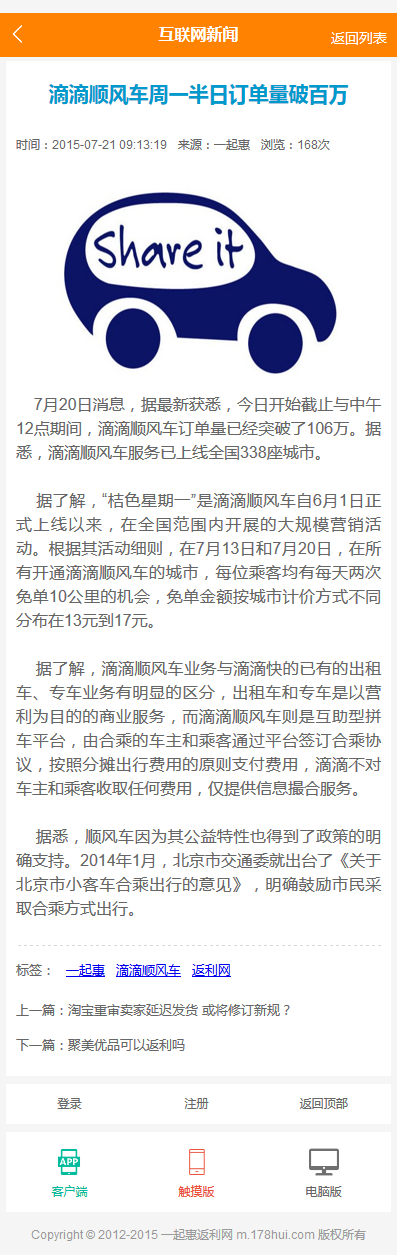 互联网新闻
返回列表
滴滴顺风车周一半日订单量破百万
时间：2015-07-21 09:13:19 来源：一起惠 浏览：168次
Share it
7月20日消息，据最新获悉，今日开始截止与中午
12点期间，滴滴顺风车订单量已经突破了106万。据
悉，滴滴顺风车服务已上线全国338座城市。
据了解，“桔色星期一”是滴滴顺风车自6月1日正
式上线以来，在全国范围内开展的大规模营销活
动。根据其活动细则，在7月13日和7月20日，在所
有开通滴滴顺风车的城市，每位乘客均有每天两次
免单10公里的机会，免单金额按城市计价方式不同
分布在13元到17元。
据了解，滴滴顺风车业务与滴滴快的已有的出租
车、专车业务有明显的区分，出租车和专车是以营
利为目的的商业服务，而滴滴顺风车则是互助型拼
车平台，由合乘的车主和乘客通过平台签订合乘协
议，按照分摊出行费用的原则支付费用，滴滴不对
车主和乘客收取任何费用，仅提供信息撮合服务。
据悉，顺风车因为其公益特性也得到了政策的明
确支持。2014年1月，北京市交通委就出台了《关于
北京市小客车合乘出行的意见》，明确鼓励市民采
取合乘方式出行。
标签： 一起惠 滴滴顺风车 返利网
上一篇：淘宝重审卖家延迟发货 或将修订新规？
下一篇：聚美优品可以返利吗
登录 注册 返回顶部
APP
客户端 触摸版 电脑版
Copyright © 2012-2015 一起惠返利网 m.178hui.com 版权所有